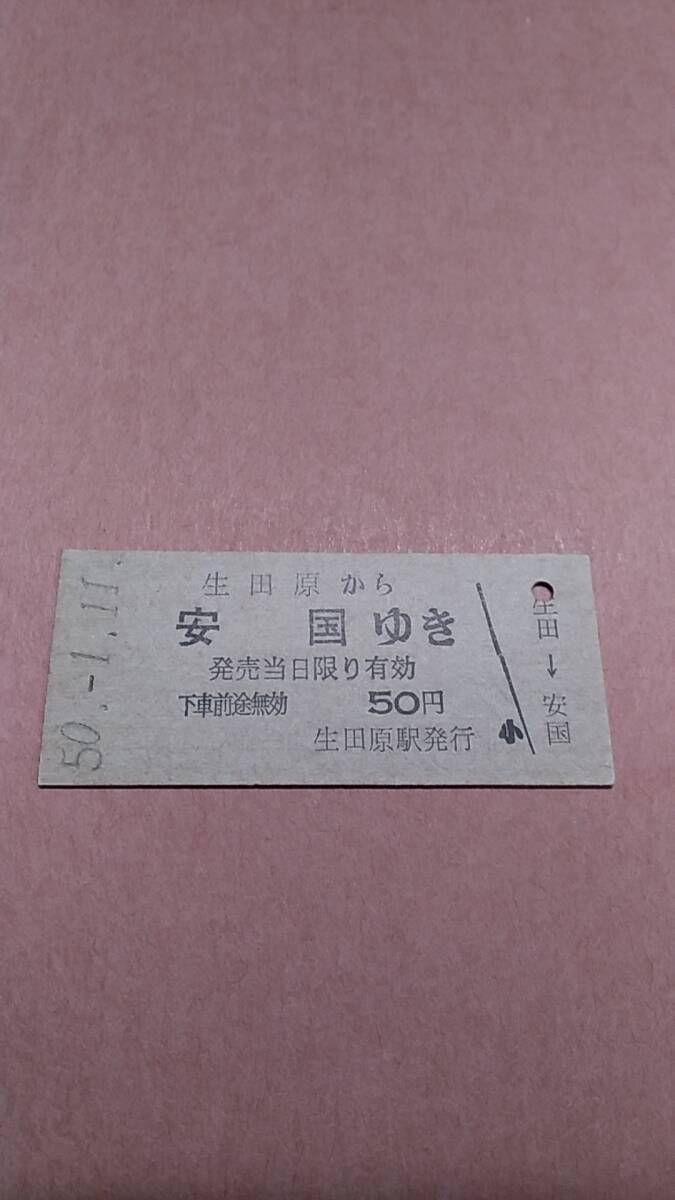 50.-1.11.
生田原から
安国ゆき
発売当日限り有効
下車前途無効 50円
生田原駅発行
小
生田
↓
安国